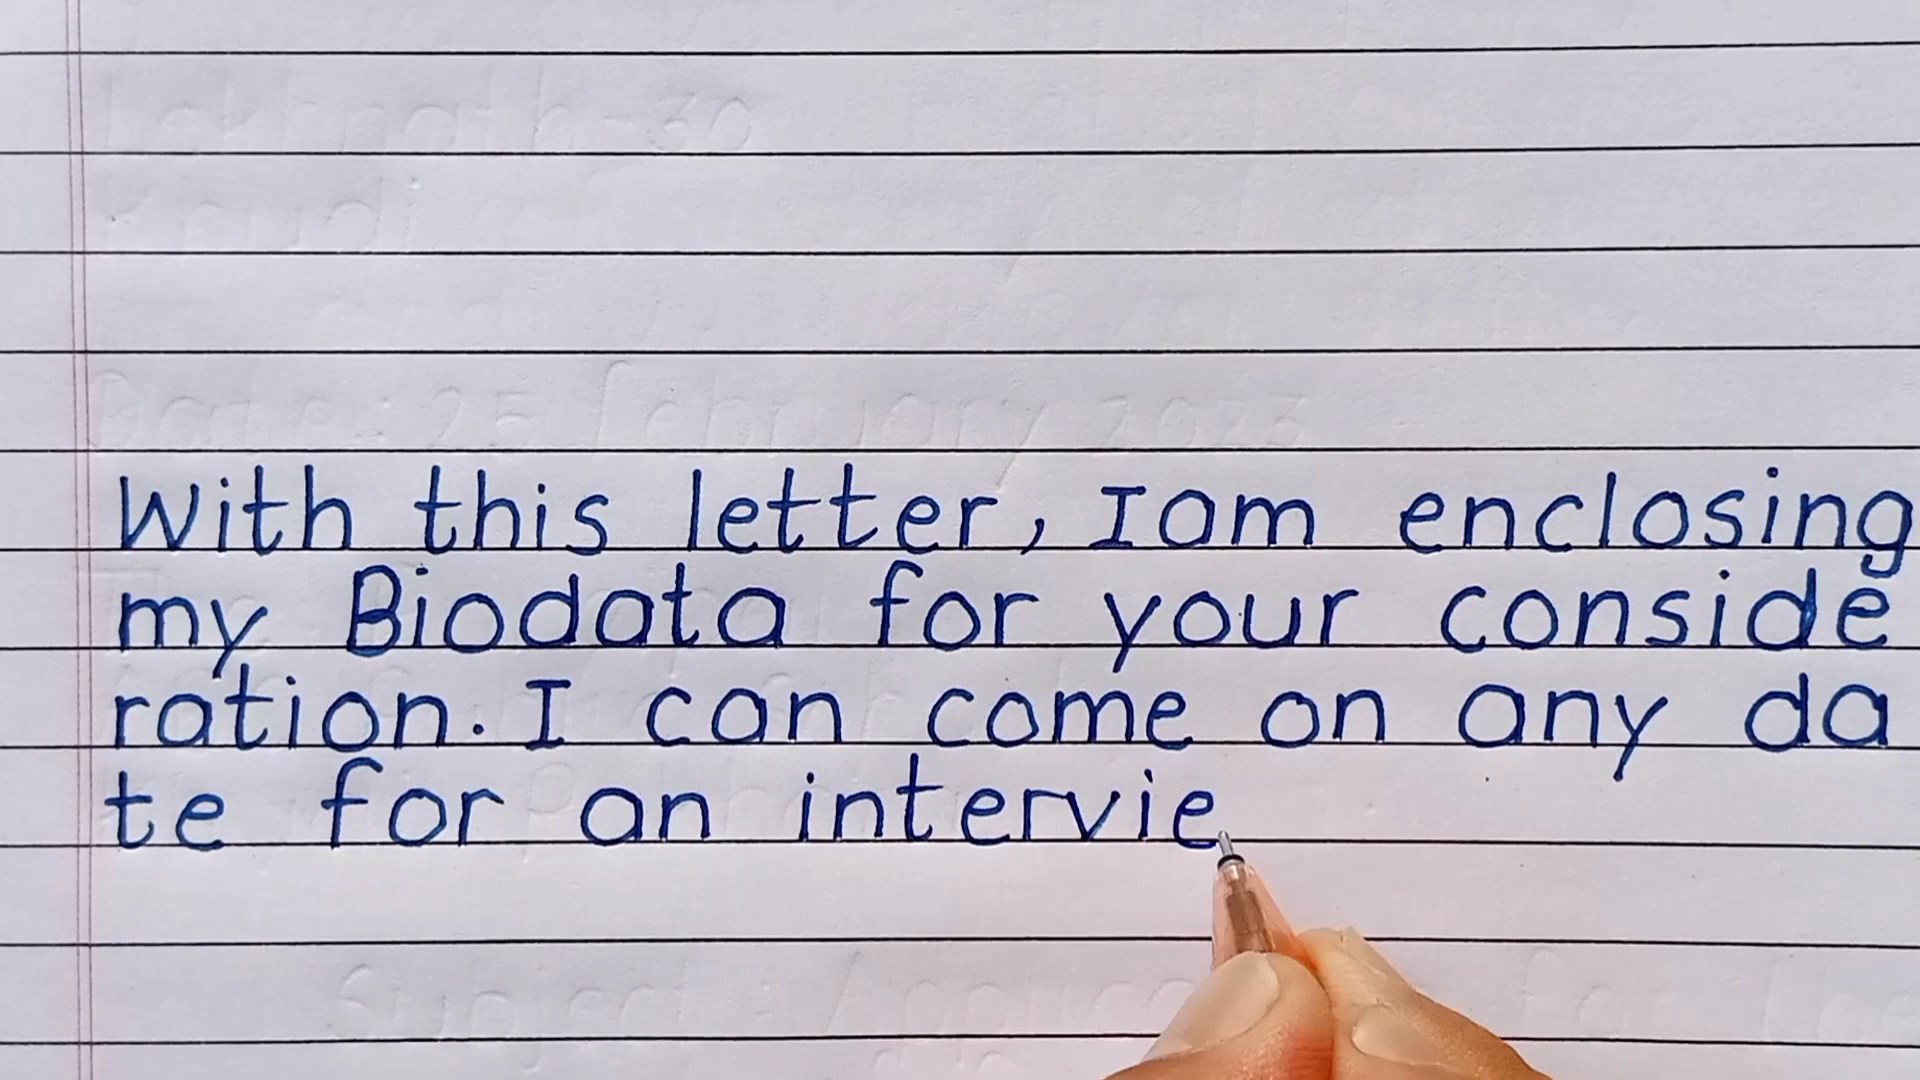 With this letter, I am enclosing
my Biodata for your conside
ration. I can come on any da
te for an intervie